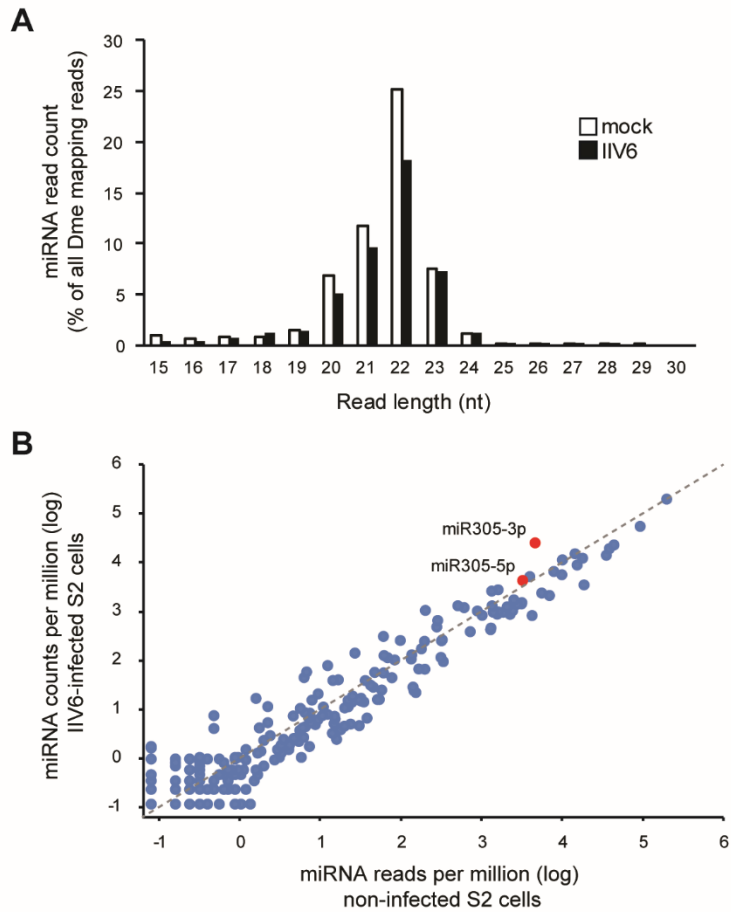 A
miRNA read count
(% of all Dme mapping reads)
30
25
20
15
10
5
0
mock
IIV6
15 16 17 18 19 20 21 22 23 24 25 26 27 28 29 30
Read length (nt)
B
miRNA counts per million (log)
IIV6-infected S2 cells
6
5
4
3
2
1
0
-1
miR305-3p
miR305-5p
-1 0 1 2 3 4 5 6
miRNA reads per million (log)
non-infected S2 cells